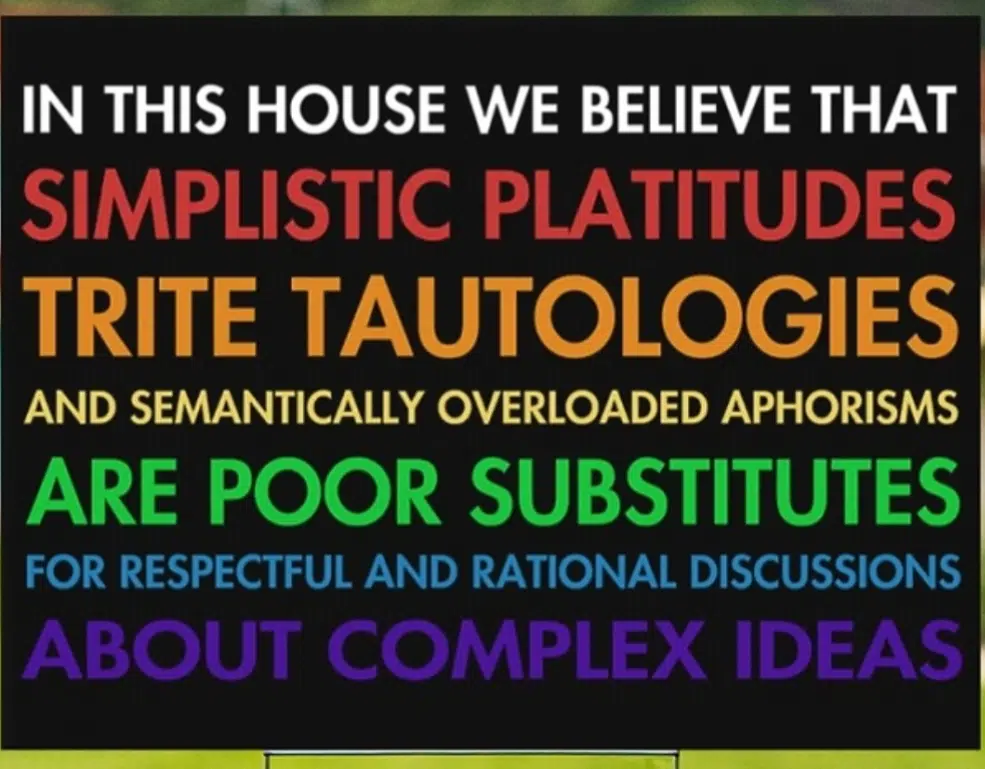 IN THIS HOUSE WE BELIEVE THAT
SIMPLISTIC PLATITUDES
TRITE TAUTOLOGIES
AND SEMANTICALLY OVERLOADED APHORISMS
ARE POOR SUBSTITUTES
FOR RESPECTFUL AND RATIONAL DISCUSSIONS
ABOUT COMPLEX IDEAS